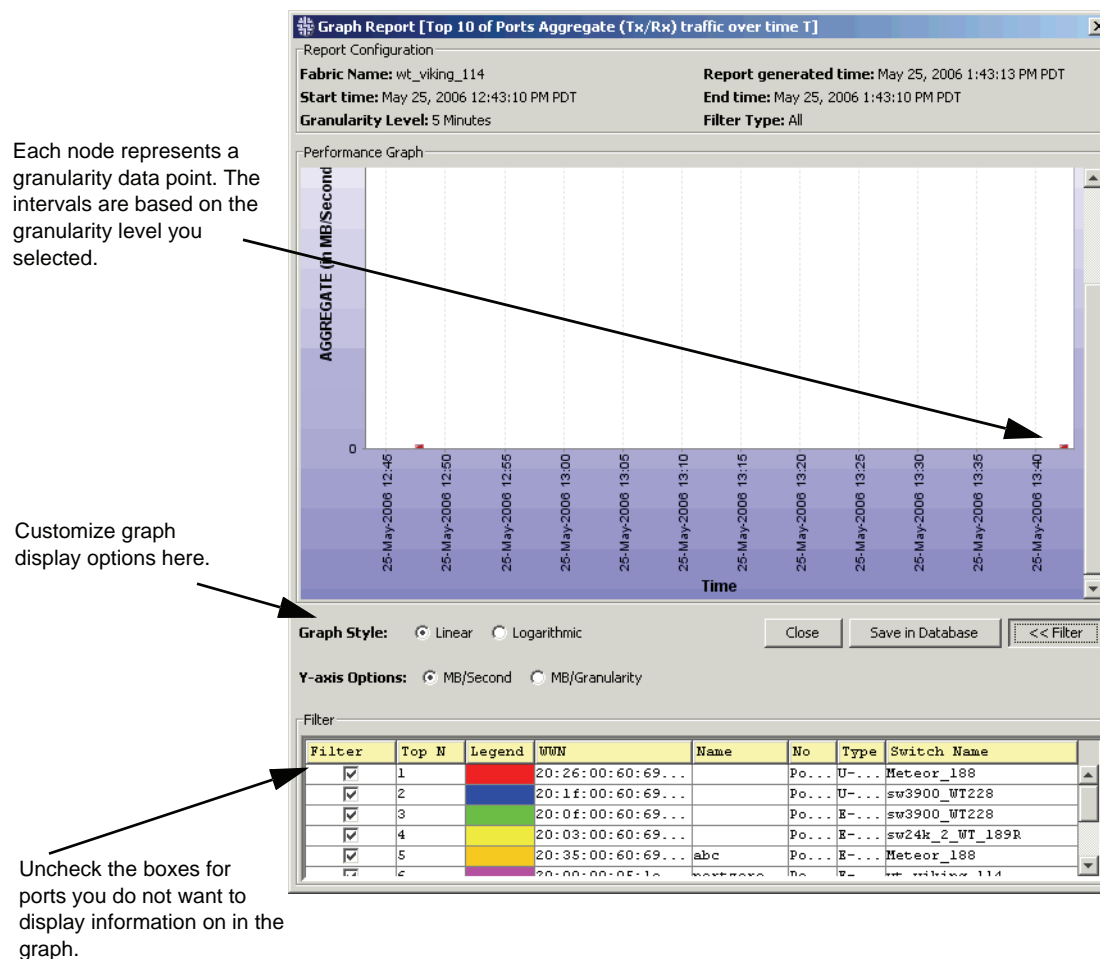 Graph Report [Top 10 of Ports Aggregate (Tx/Rx) traffic over time T]
Report Configuration
Fabric Name: wt_viking_114
Report generated time: May 25, 2006 1:43:13 PM PDT
Start time: May 25, 2006 12:43:10 PM PDT
End time: May 25, 2006 1:43:10 PM PDT
Granularity Level: 5 Minutes
Filter Type: All
Each node represents a
granularity data point. The
intervals are based on the
granularity level you
selected.
Performance Graph
AGGREGATE (in MB/Second
0
25-May-2006 12:45
25-May-2006 12:50
25-May-2006 12:55
25-May-2006 13:00
25-May-2006 13:05
25-May-2006 13:10
25-May-2006 13:15
25-May-2006 13:20
25-May-2006 13:25
25-May-2006 13:30
25-May-2006 13:35
25-May-2006 13:40
Time
Customize graph
display options here.
Graph Style: Linear Logarithmic
Close
Save in Database
<< Filter
Y-axis Options: MB/Second MB/Granularity
Filter
Filter Top N Legend WWN Name No Type Switch Name
1 20:26:00:60:69... Po... U-... Meteor_188
2 20:1f:00:60:69... Po... U-... sw3900_WT228
3 20:0f:00:60:69... Po... E-... sw3900_WT228
4 20:03:00:60:69... Po... E-... sw24k_2_WT_189R
5 20:35:00:60:69... abc Po... E-... Meteor_188
Uncheck the boxes for
ports you do not want to
display information on in the
graph.